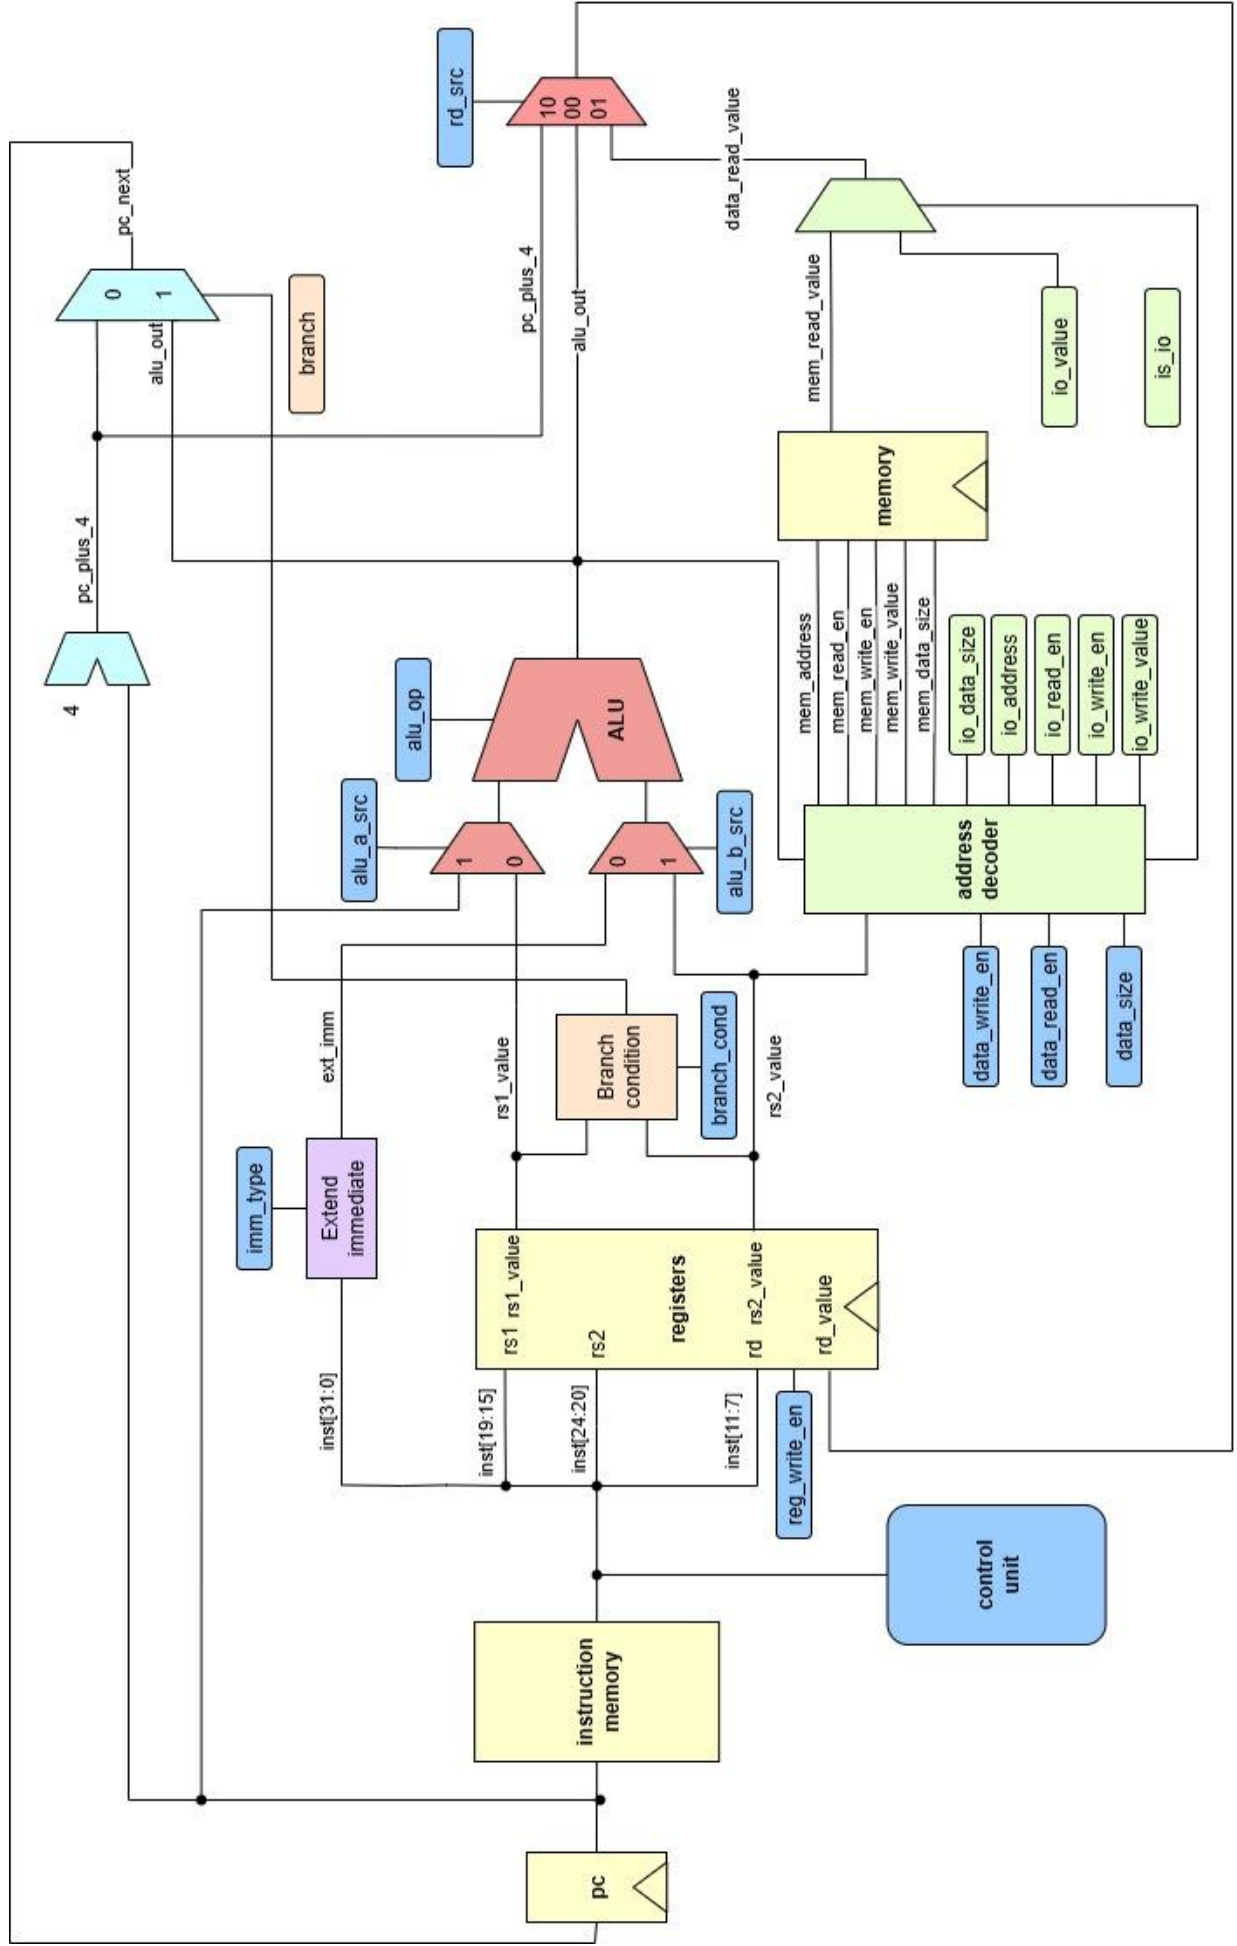 4
pc_plus_4
alu_out
0
1
pc_next
branch
imm_type
Extend
immediate
ext_imm
alu_a_src
alu_op
rd_src
inst[31:0]
inst[19:15]
inst[24:20]
inst[11:7]
reg_write_en
pc
instruction
memory
control
unit
rs1
rs1_value
rs2
registers
rd
rs2_value
rd_value
rs1_value
Branch
condition
branch_cond
rs2_value
1
0
0
1
alu_b_src
ALU
pc_plus_4
alu_out
10
00
01
data_read_value
address
decoder
data_write_en
data_read_en
data_size
mem_address
mem_read_en
mem_write_en
mem_write_value
mem_data_size
io_data_size
io_address
io_read_en
io_write_en
io_write_value
memory
mem_read_value
io_value
is_io